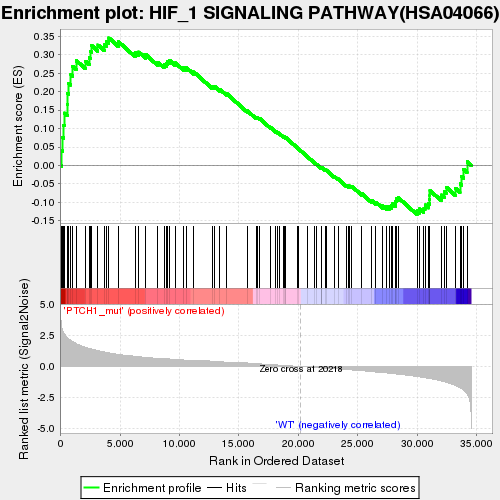 Enrichment plot: HIF_1 SIGNALING PATHWAY(HSA04066)
Enrichment score (ES)
0.35
0.30
0.25
0.20
0.15
0.10
0.05
0.00
-0.05
-0.10
-0.15
Ranked list metric (Signal2Noise)
5.0
2.5
0.0
-2.5
-5.0
'PTCH1_mut' (positively correlated)
Zero cross at 20218
'WT' (negatively correlated)
0
5,000
10,000
15,000
20,000
25,000
30,000
35,000
Rank in Ordered Dataset
Enrichment profile
Hits
Ranking metric scores